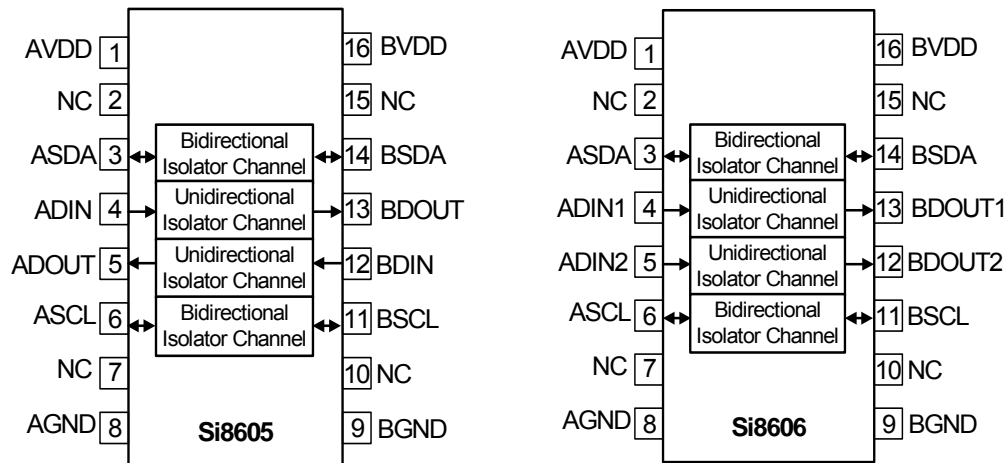 AVDD 1 16 BVDD
NC 2 15 NC
ASDA 3 Bidirectional Isolator Channel 14 BSDA
ADIN 4 Unidirectional Isolator Channel 13 BDOUT
ADOUT 5 Unidirectional Isolator Channel 12 BDIN
ASCL 6 Bidirectional Isolator Channel 11 BSCL
NC 7 10 NC
AGND 8 Si8605 9 BGND
AVDD 1 16 BVDD
NC 2 15 NC
ASDA 3 Bidirectional Isolator Channel 14 BSDA
ADIN1 4 Unidirectional Isolator Channel 13 BDOUT1
ADIN2 5 Unidirectional Isolator Channel 12 BDOUT2
ASCL 6 Bidirectional Isolator Channel 11 BSCL
NC 7 10 NC
AGND 8 Si8606 9 BGND